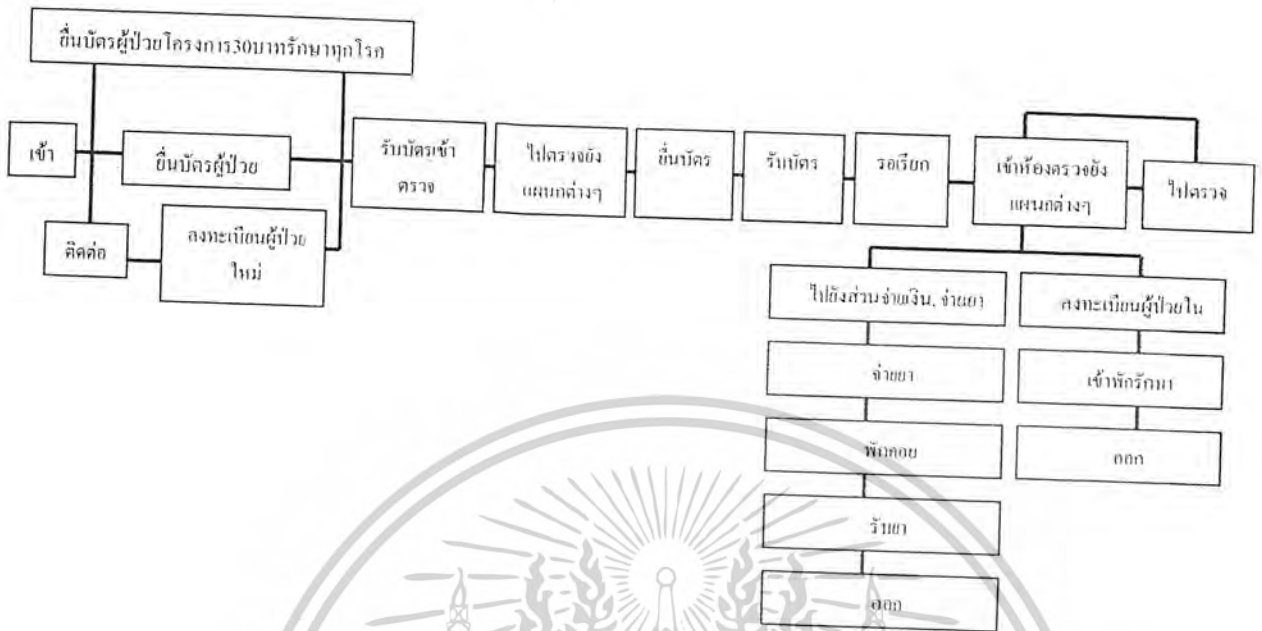 ยื่นบัตรผู้ป่วยโครงการ30บาทรักษาทุกโรค
เข้า
ยื่นบัตรผู้ป่วย
ติดต่อ
ลงทะเบียนผู้ป่วย
ใหม่
รับบัตรเข้า
ตรวจ
ไปตรวจยัง
แผนกต่างๆ
ยื่นบัตร
รับบัตร
รอเรียก
เข้าห้องตรวจยัง
แผนกต่างๆ
ไปตรวจ
ไปยังส่วนจ่ายเงิน, จ่ายยา
จ่ายยา
พักคอย
รับยา
ออก
ลงทะเบียนผู้ป่วยใน
เข้าพักรักษา
ออก